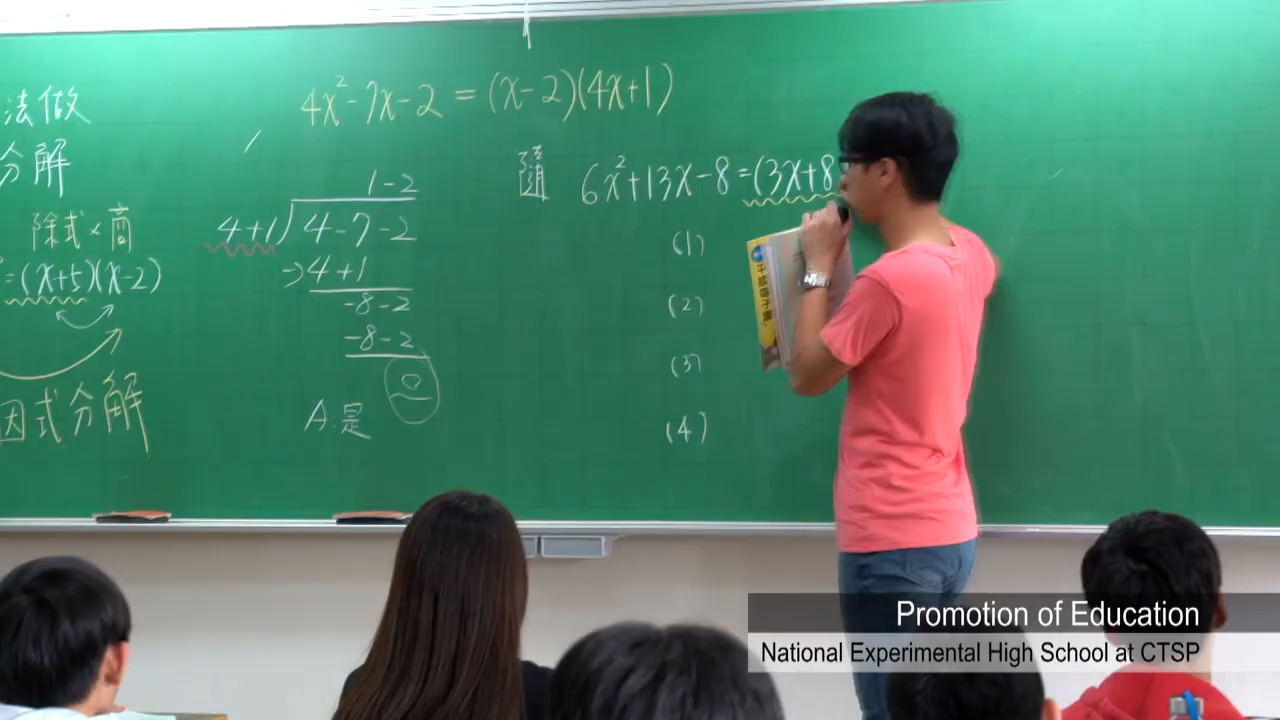 法做
分解
除式×商
=(x+5)(x-2)
因式分解
4x²-7x-2=(x-2)(4x+1)
1-2
4+1)4-7-2
→4+1
-8-2
-8-2
0
A:是
隨 6x²+13x-8=(3x+8
(1)
(2)
(3)
(4)
Promotion of Education
National Experimental High School at CTSP